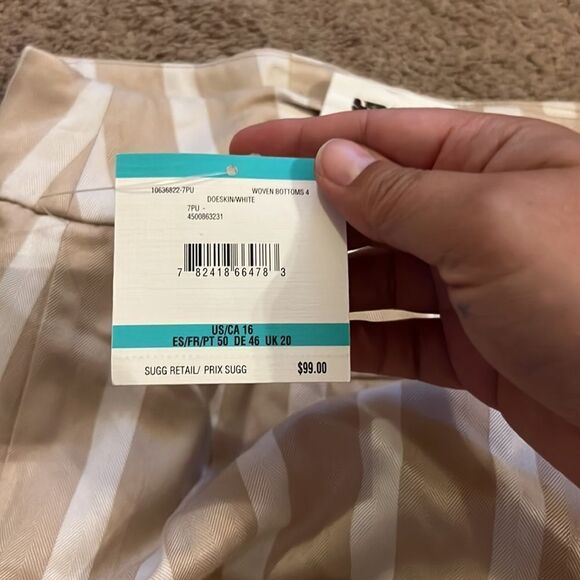 10636822-7PU WOVEN BOTTOMS 4
DOESKIN/WHITE
7PU -
4500863231
7 82418 66478 3
US/CA 16
ES/FR/PT 50 DE 46 UK 20
SUGG RETAIL/ PRIX SUGG $99.00